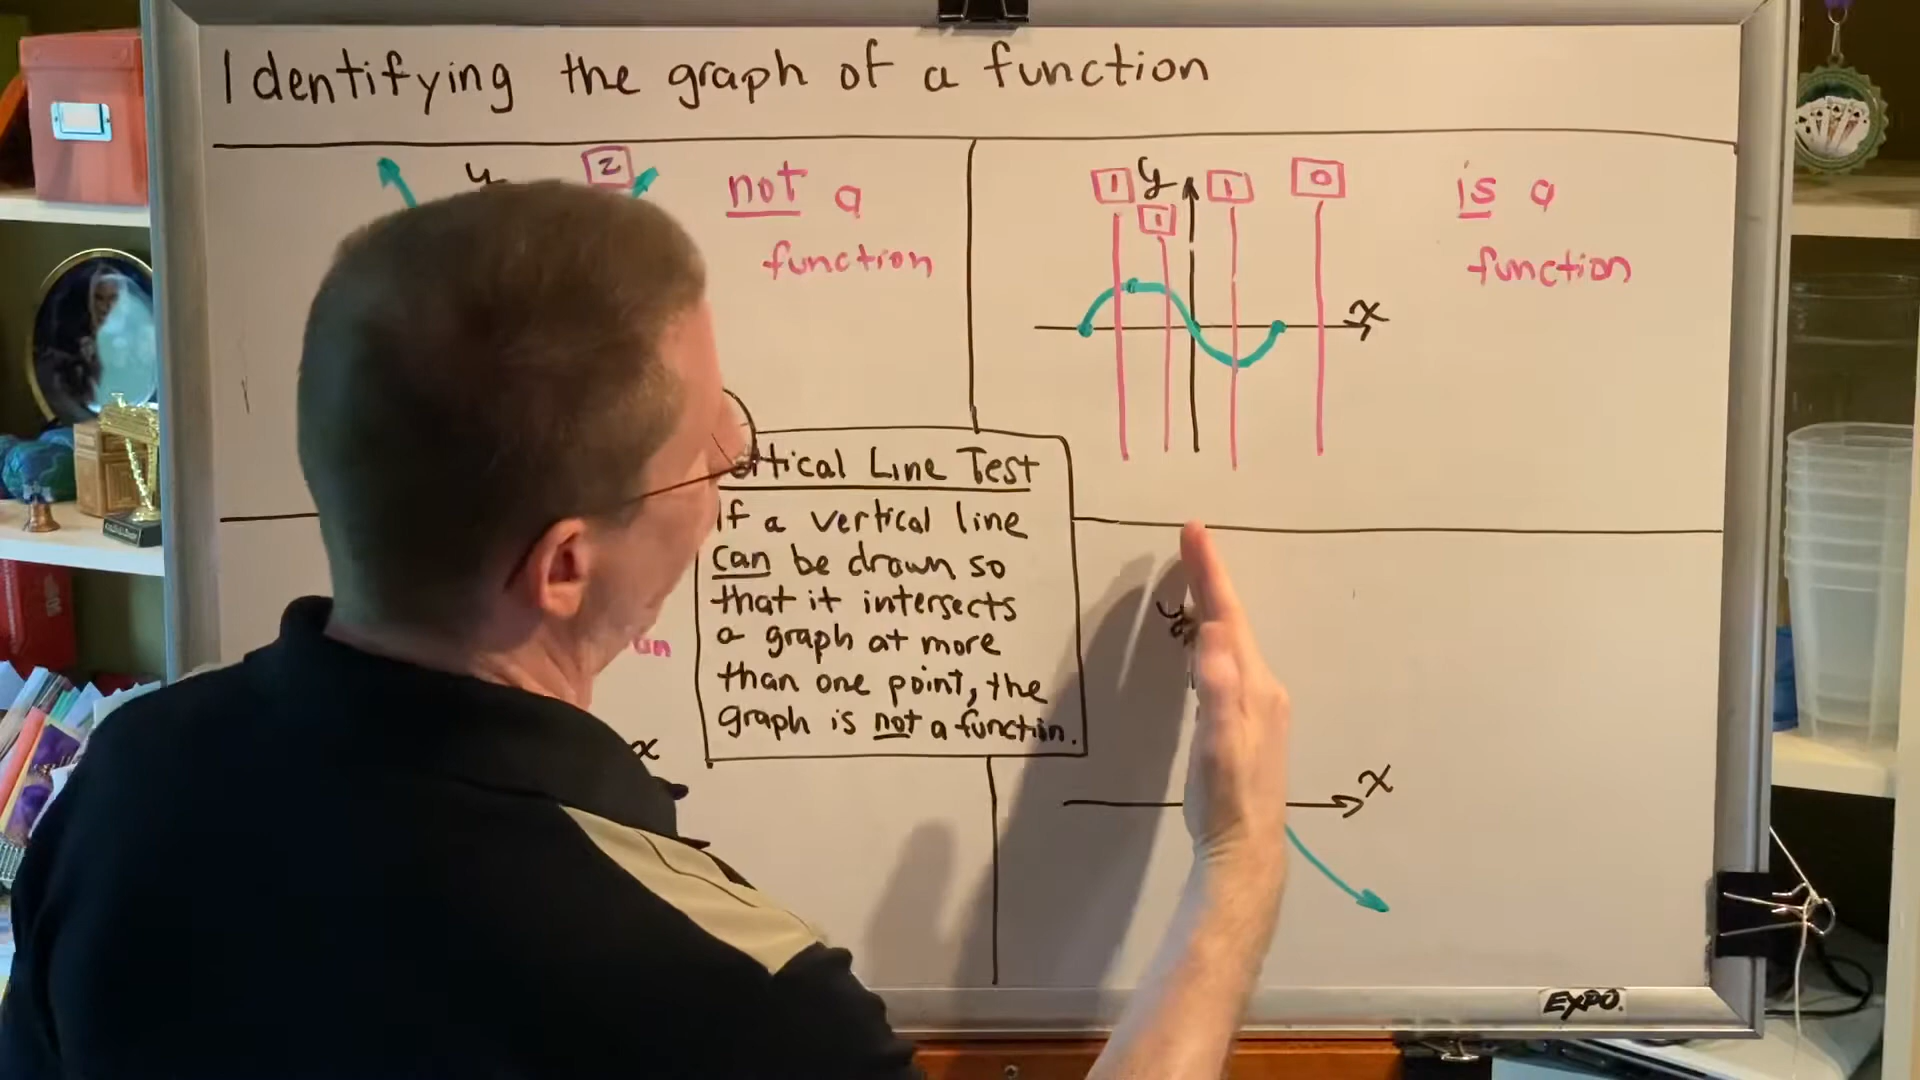 Identifying the graph of a function
y
2
not a
function
1
y
1
0
1
x
is a
function
Line Test
If a vertical line
can be drawn so
that it intersects
a graph at more
than one point, the
graph is not a function.
x
y
x
EXPO